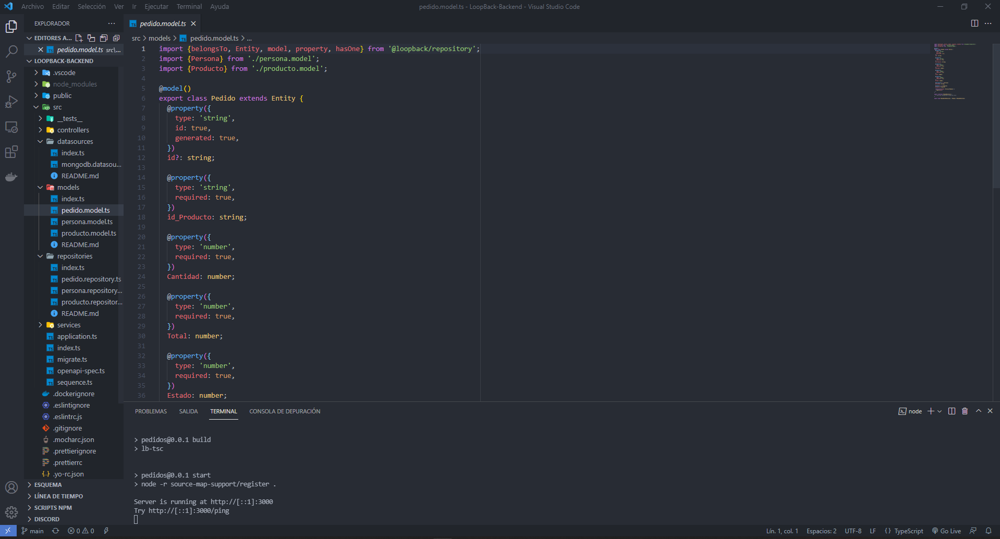 Archivo Editar Selección Ver Ir Ejecutar Terminal Ayuda
pedido.model.ts - LoopBack-Backend - Visual Studio Code
EXPLORADOR
EDITORES A...
pedido.model.ts src\...
LOOPBACK-BACKEND
.vscode
node_modules
public
src
__tests__
controllers
datasources
index.ts
mongodb.datasou...
README.md
models
index.ts
pedido.model.ts
persona.model.ts
producto.model.ts
README.md
repositories
index.ts
pedido.repository.ts
persona.repository...
producto.repositor...
README.md
services
application.ts
index.ts
migrate.ts
openapi-spec.ts
sequence.ts
.dockerignore
.eslintignore
.eslintrc.js
.gitignore
.mocharc.json
.prettierignore
.prettierrc
.yo-rc.json
ESQUEMA
LÍNEA DE TIEMPO
SCRIPTS NPM
DISCORD
pedido.model.ts
src > models > pedido.model.ts > ...
1 import {belongsTo, Entity, model, property, hasOne} from '@loopback/repository';
2 import {Persona} from './persona.model';
3 import {Producto} from './producto.model';
4
5 @model()
6 export class Pedido extends Entity {
7 @property({
8 type: 'string',
9 id: true,
10 generated: true,
11 })
12 id?: string;
13
14 @property({
15 type: 'string',
16 required: true,
17 })
18 id_Producto: string;
19
20 @property({
21 type: 'number',
22 required: true,
23 })
24 Cantidad: number;
25
26 @property({
27 type: 'number',
28 required: true,
29 })
30 Total: number;
31
32 @property({
33 type: 'number',
34 required: true,
35 })
36 Estado: number;
PROBLEMAS SALIDA TERMINAL CONSOLA DE DEPURACIÓN
node
> pedidos@0.0.1 build
> lb-tsc
> pedidos@0.0.1 start
> node -r source-map-support/register .
Server is running at http://[::1]:3000
Try http://[::1]:3000/ping
main 0 0
Lín. 1, col. 1 Espacios: 2 UTF-8 LF { } TypeScript Go Live